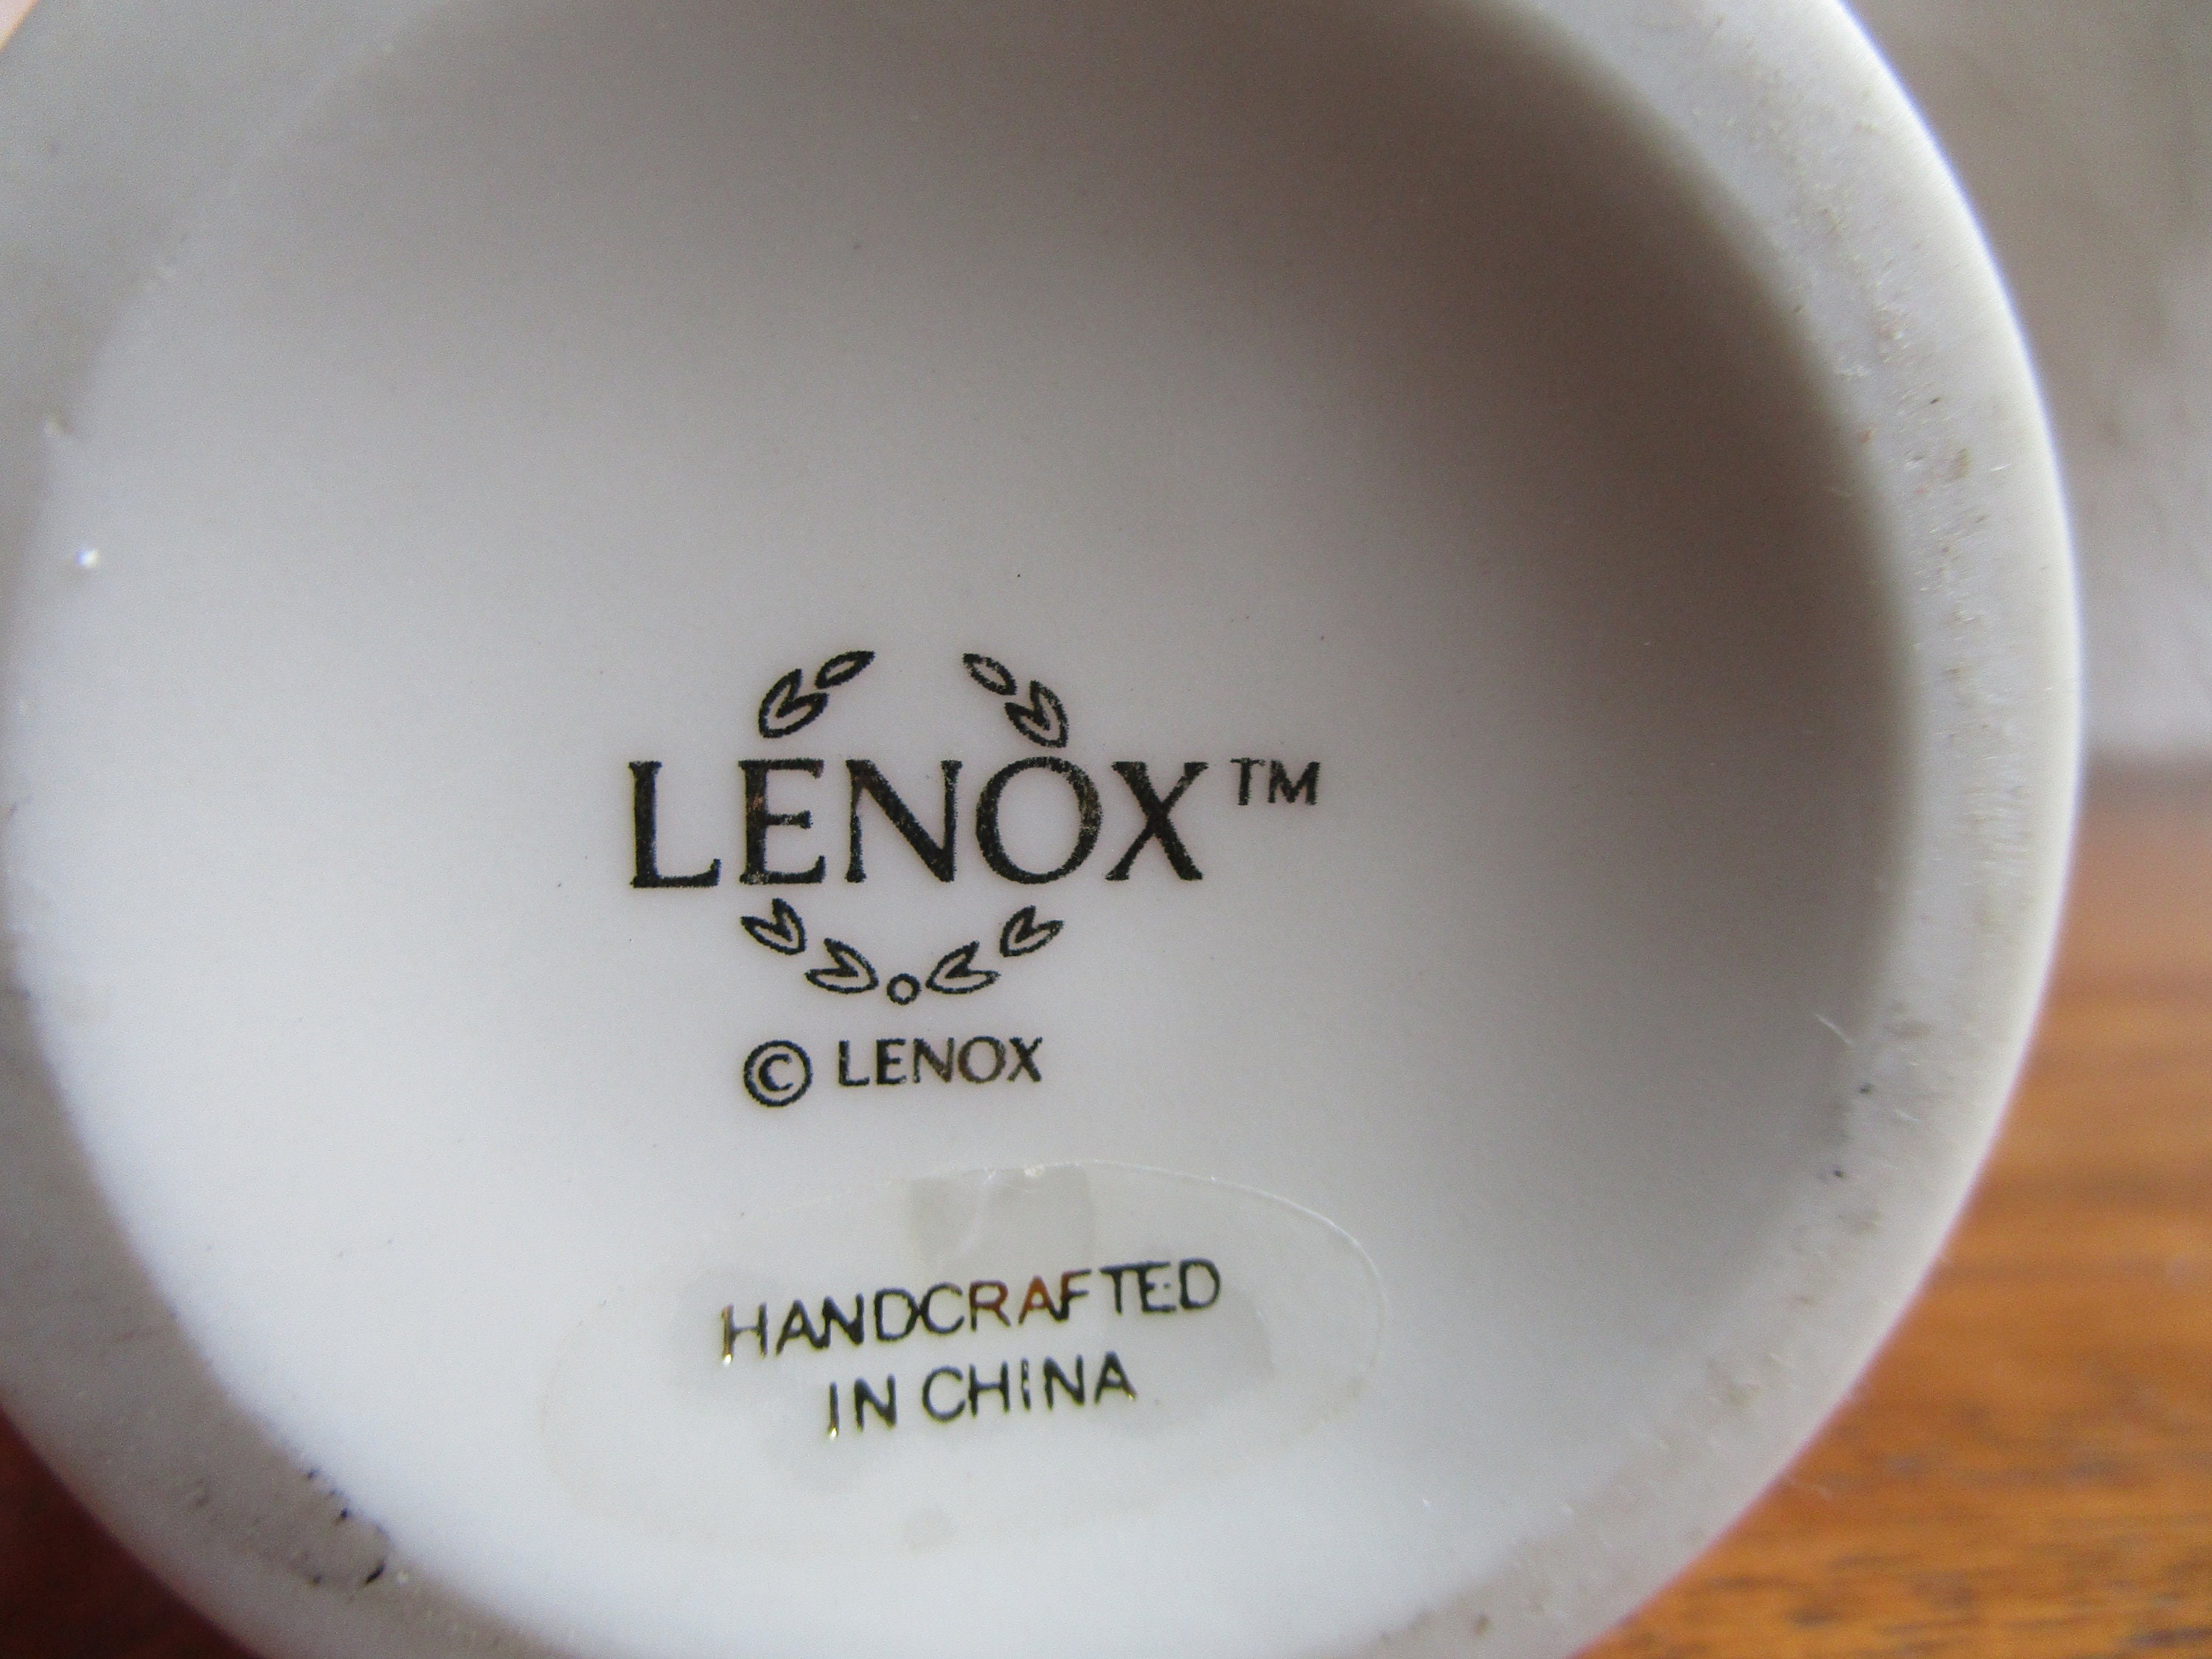 LENOX™
© LENOX
HANDCRAFTED
IN CHINA